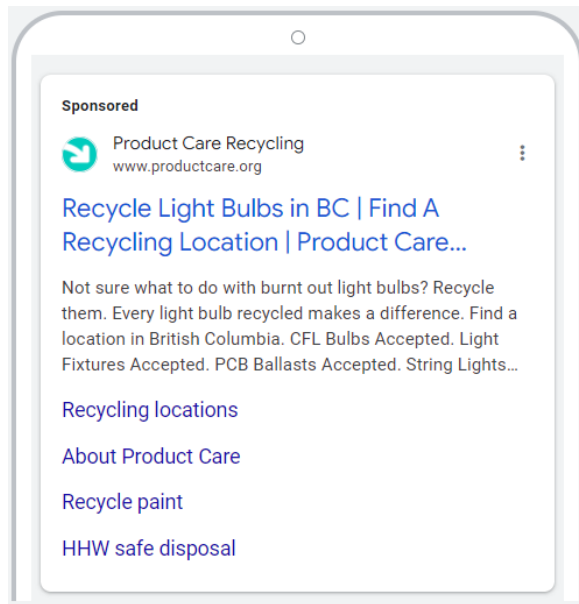 Sponsored
Product Care Recycling
www.productcare.org
Recycle Light Bulbs in BC | Find A
Recycling Location | Product Care...
Not sure what to do with burnt out light bulbs? Recycle
them. Every light bulb recycled makes a difference. Find a
location in British Columbia. CFL Bulbs Accepted. Light
Fixtures Accepted. PCB Ballasts Accepted. String Lights...
Recycling locations
About Product Care
Recycle paint
HHW safe disposal